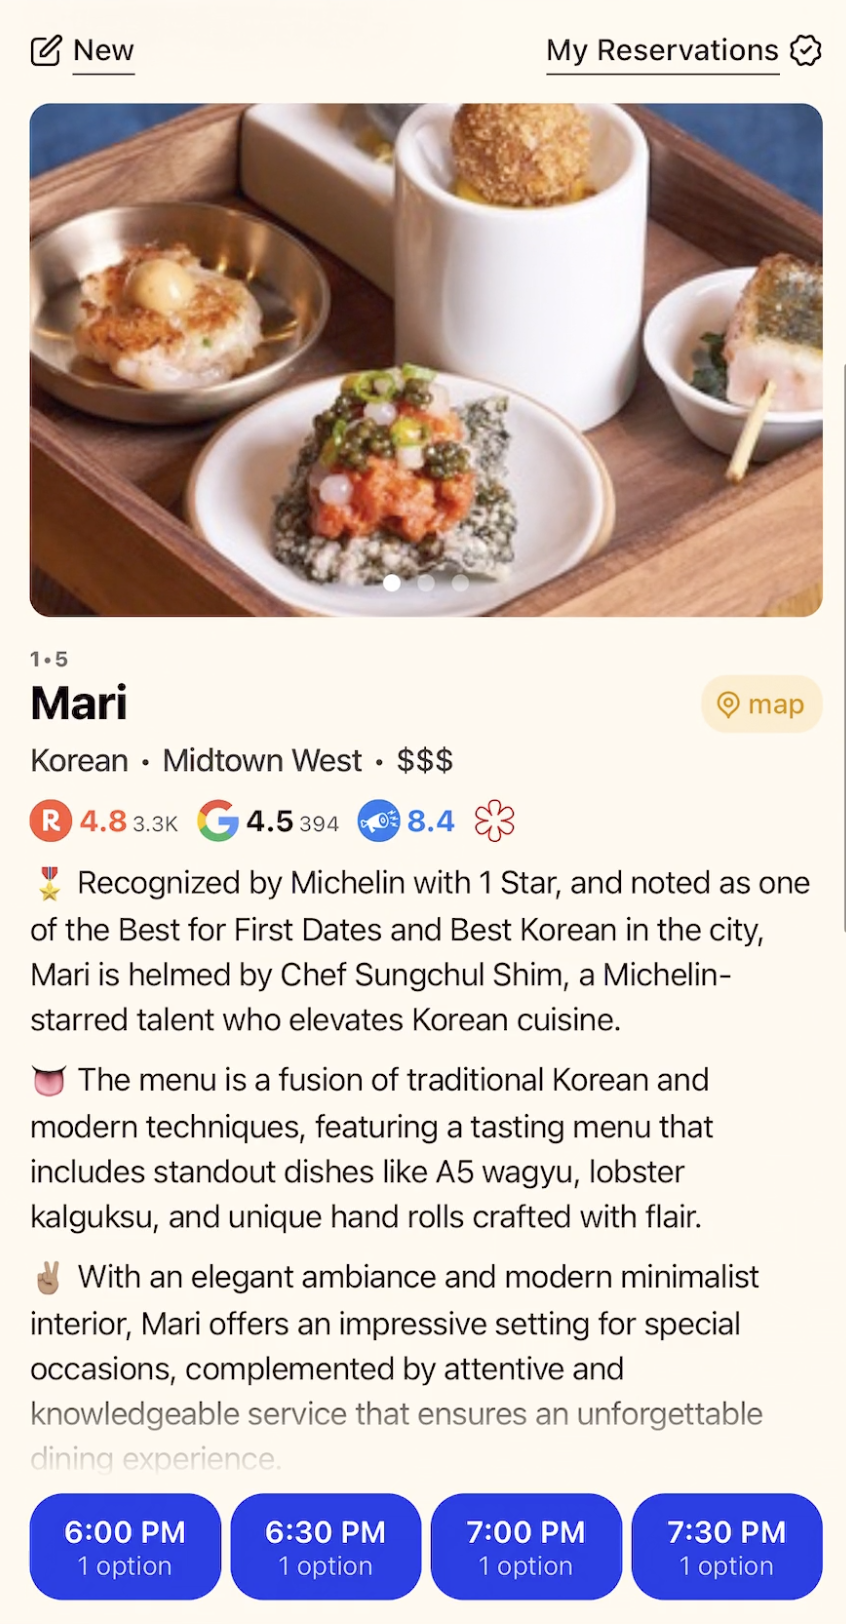 New
My Reservations
1•5
Mari
map
Korean • Midtown West • $$$
R 4.8 3.3K G 4.5 394 8.4
🎖️ Recognized by Michelin with 1 Star, and noted as one
of the Best for First Dates and Best Korean in the city,
Mari is helmed by Chef Sungchul Shim, a Michelin-
starred talent who elevates Korean cuisine.
👅 The menu is a fusion of traditional Korean and
modern techniques, featuring a tasting menu that
includes standout dishes like A5 wagyu, lobster
kalguksu, and unique hand rolls crafted with flair.
✌🏽 With an elegant ambiance and modern minimalist
interior, Mari offers an impressive setting for special
occasions, complemented by attentive and
knowledgeable service that ensures an unforgettable
dining experience.
6:00 PM
1 option
6:30 PM
1 option
7:00 PM
1 option
7:30 PM
1 option